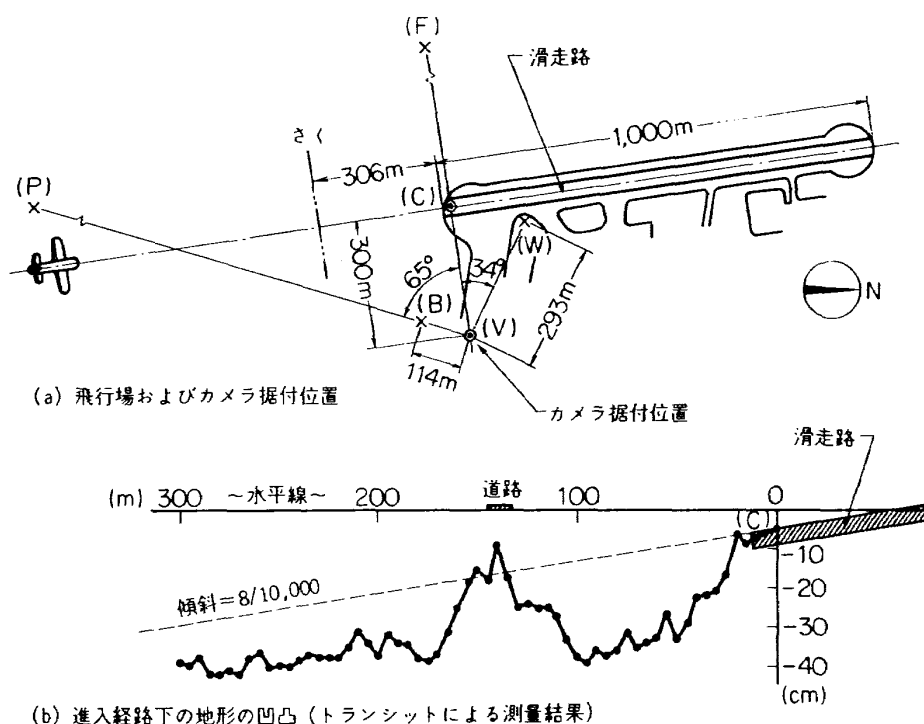 (F)
滑走路
さく
1,000m
306m
(P)
(C)
300m
65°
34°
(W)
(B)
293m
N
(V)
114m
(a) 飛行場およびカメラ据付位置
カメラ据付位置
滑走路
(m) 300 ~水平線~ 200 道路 100 0
(C)
-10
傾斜=8/10,000
-20
-30
-40
(cm)
(b) 進入経路下の地形の凹凸 (トランシットによる測量結果)